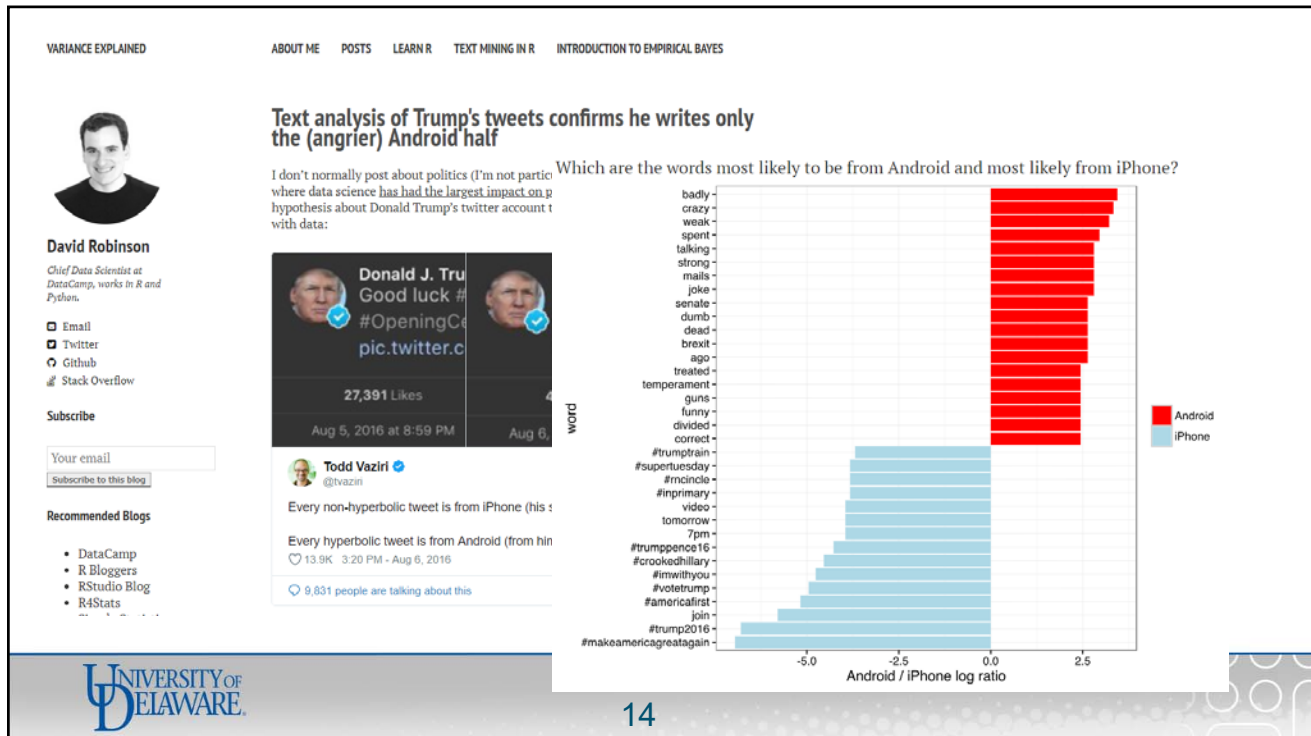 VARIANCE EXPLAINED
ABOUT ME POSTS LEARN R TEXT MINING IN R INTRODUCTION TO EMPIRICAL BAYES
David Robinson
Chief Data Scientist at
DataCamp, works in R and
Python.
Email
Twitter
Github
Stack Overflow
Subscribe
Your email
Subscribe to this blog
Recommended Blogs
• DataCamp
• R Bloggers
• RStudio Blog
• R4Stats
Text analysis of Trump's tweets confirms he writes only
the (angrier) Android half
I don't normally post about politics (I'm not partic
where data science has had the largest impact on p
hypothesis about Donald Trump's twitter account t
with data:
Donald J. Tru
Good luck #
#OpeningCe
pic.twitter.c
27,391 Likes
4
Aug 5, 2016 at 8:59 PM
Aug 6,
Todd Vaziri
@tvaziri
Every non-hyperbolic tweet is from iPhone (his s
Every hyperbolic tweet is from Android (from him
13.9K 3:20 PM - Aug 6, 2016
9,831 people are talking about this
Which are the words most likely to be from Android and most likely from iPhone?
word
badly
crazy
weak
spent
talking
strong
mails
joke
senate
dumb
dead
brexit
ago
treated
temperament
guns
funny
divided
correct
#trumptrain
#supertuesday
#rncincle
#inprimary
video
tomorrow
7pm
#trumppence16
#crookedhillary
#imwithyou
#votetrump
#americafirst
join
#trump2016
#makeamericagreatagain
-5.0 -2.5 0.0 2.5
Android / iPhone log ratio
Android
iPhone
UNIVERSITY OF
DELAWARE.
14